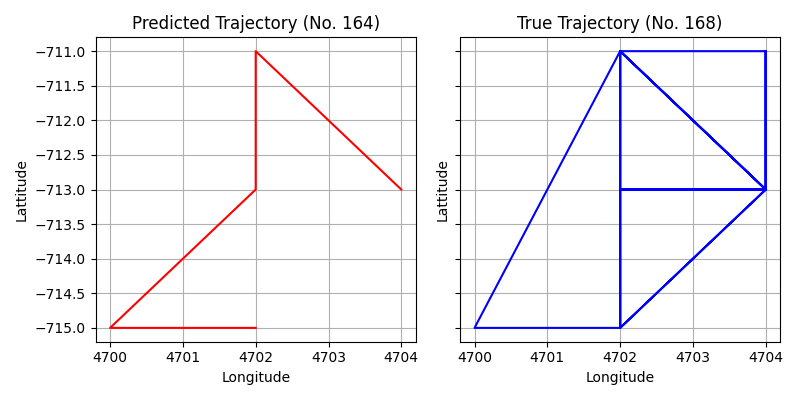 Predicted Trajectory (No. 164)
True Trajectory (No. 168)
−711.0
−711.5
−712.0
−712.5
−713.0
−713.5
−714.0
−714.5
−715.0
Lattitude
Lattitude
4700 4701 4702 4703 4704
4700 4701 4702 4703 4704
Longitude
Longitude